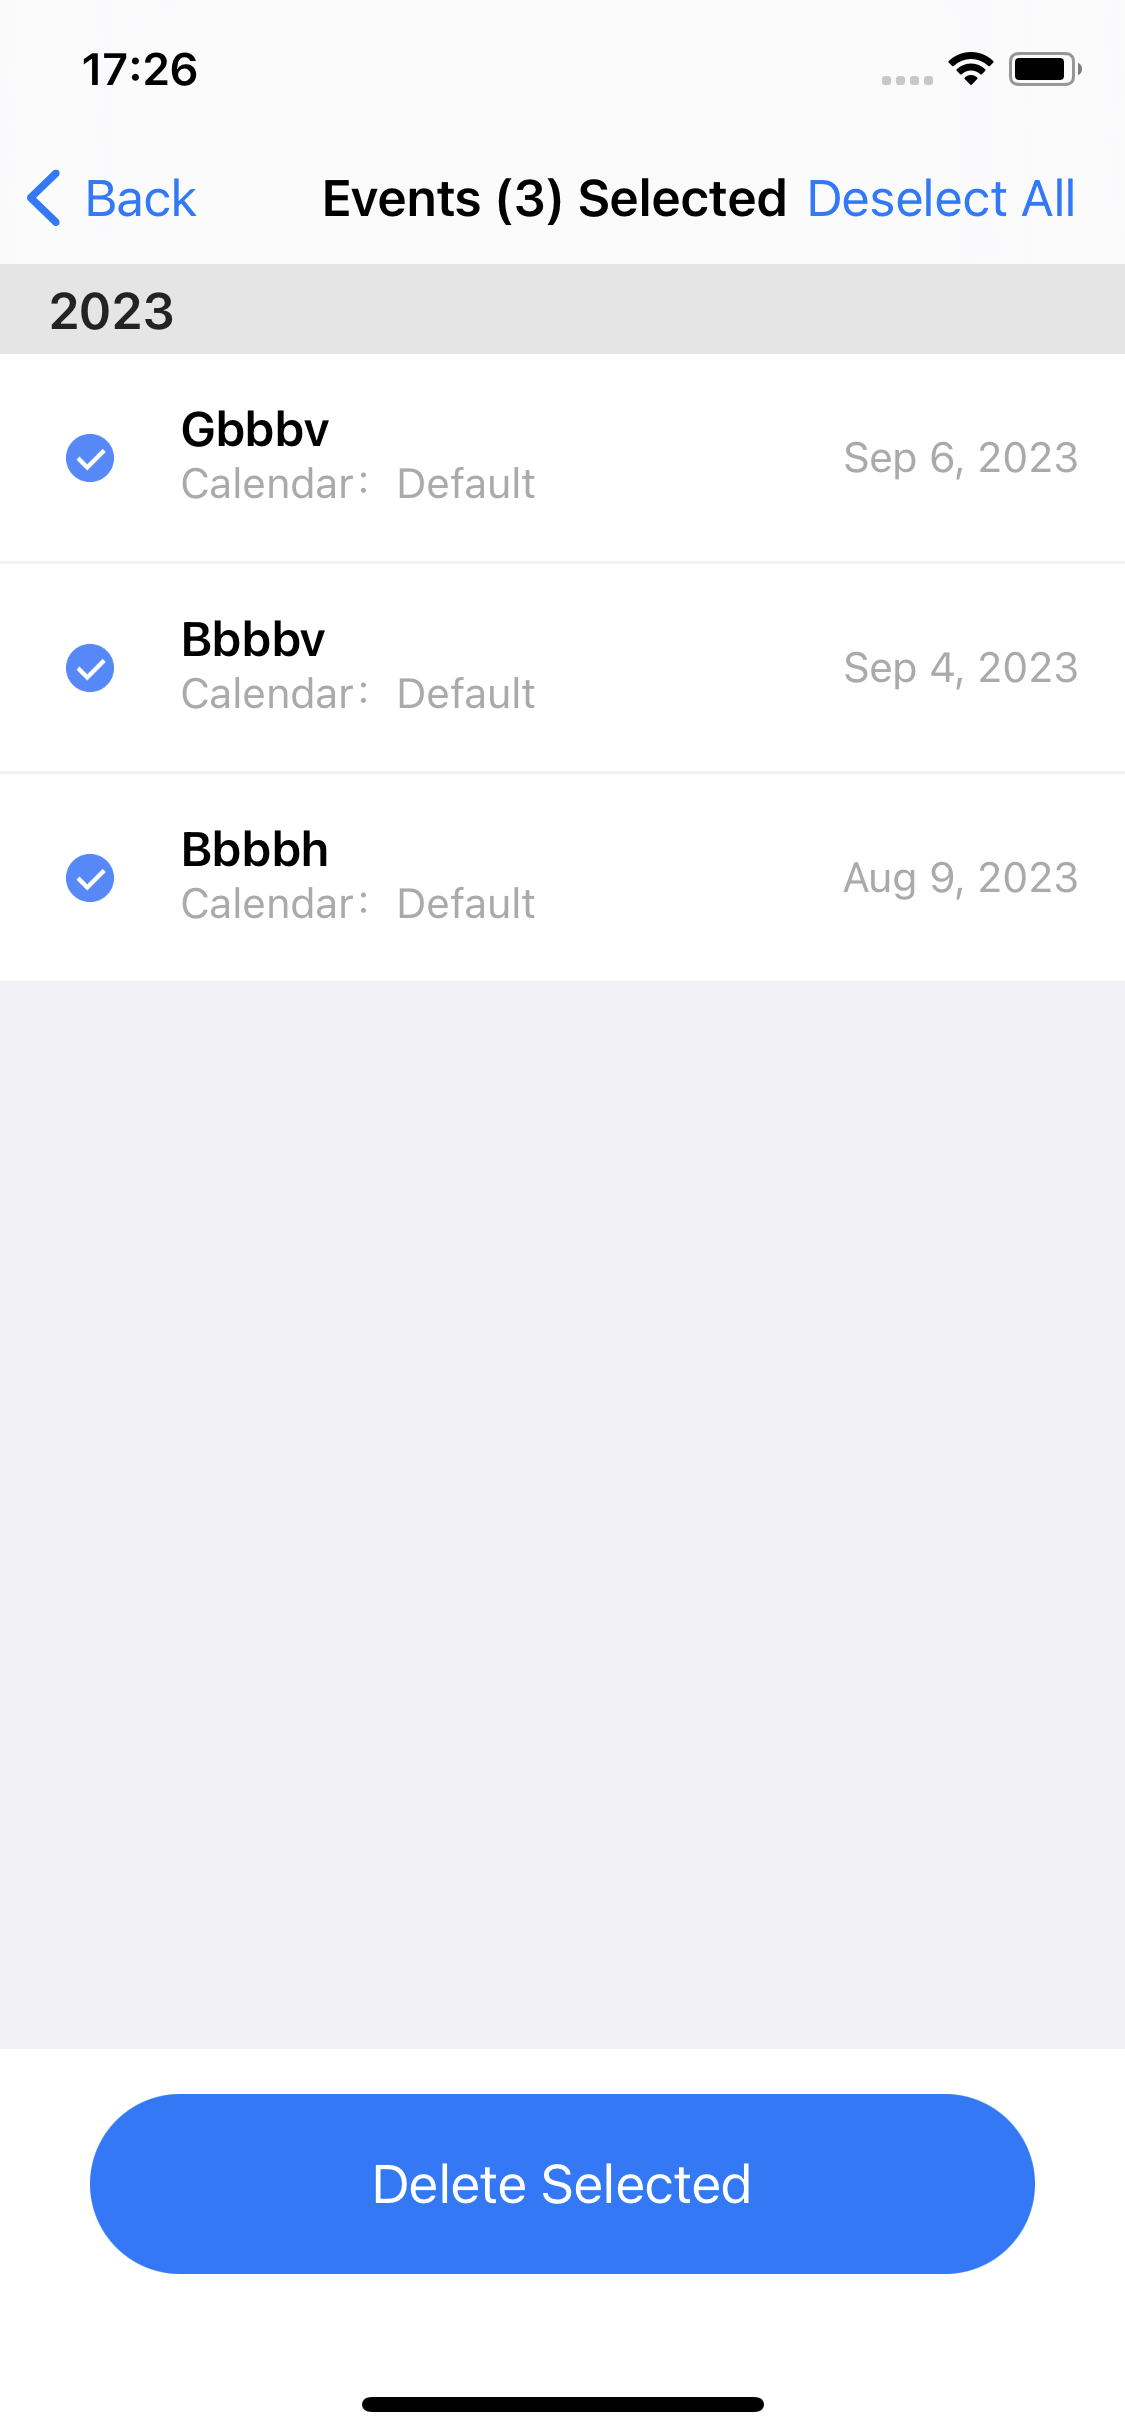 17:26
Back
Events (3) Selected
Deselect All
2023
Gbbbv
Calendar: Default
Sep 6, 2023
Bbbbv
Calendar: Default
Sep 4, 2023
Bbbbh
Calendar: Default
Aug 9, 2023
Delete Selected